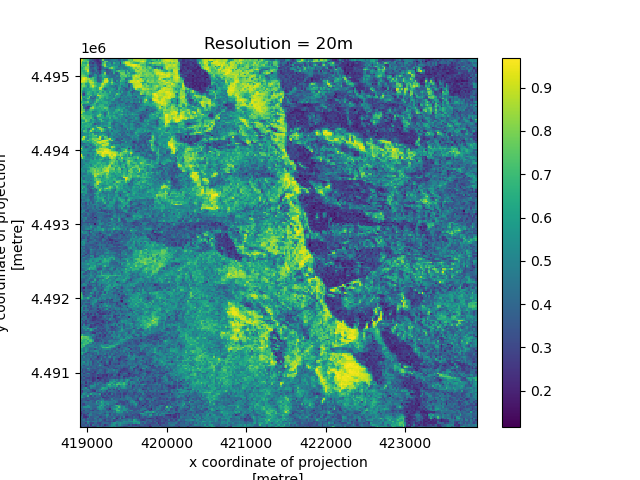 Resolution = 20m
1e6
4.495
4.494
4.493
4.492
4.491
y coordinate of projection
[metre]
419000 420000 421000 422000 423000
x coordinate of projection
[metre]
0.9
0.8
0.7
0.6
0.5
0.4
0.3
0.2